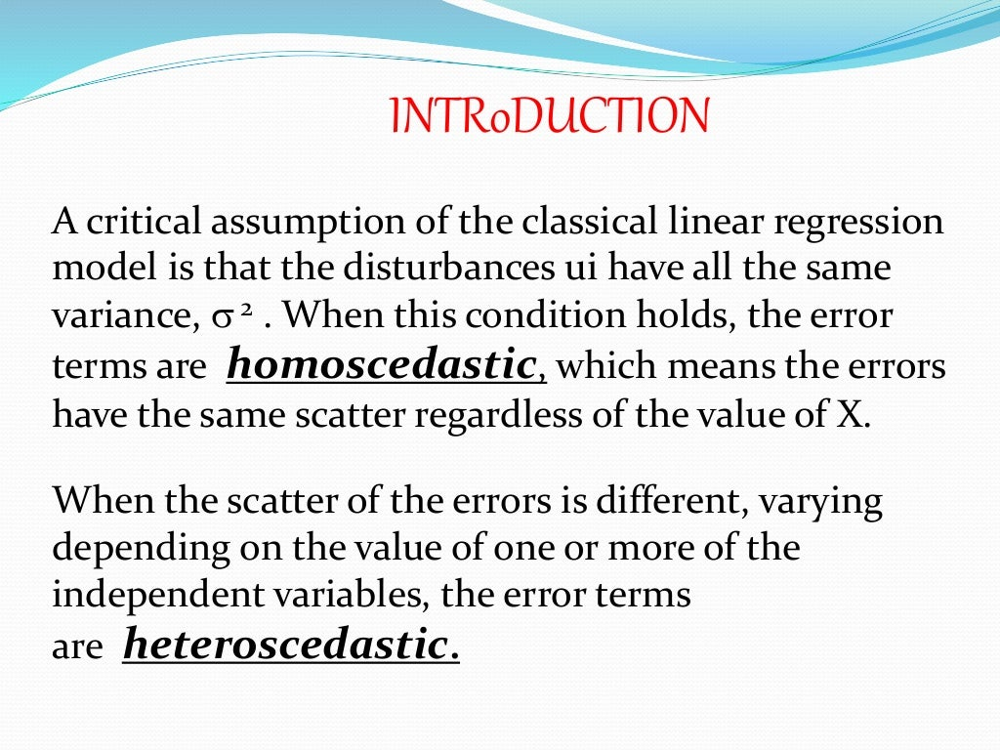 INTRoDUCTION
A critical assumption of the classical linear regression
model is that the disturbances ui have all the same
variance, σ ² . When this condition holds, the error
terms are homoscedastic, which means the errors
have the same scatter regardless of the value of X.
When the scatter of the errors is different, varying
depending on the value of one or more of the
independent variables, the error terms
are heteroscedastic.